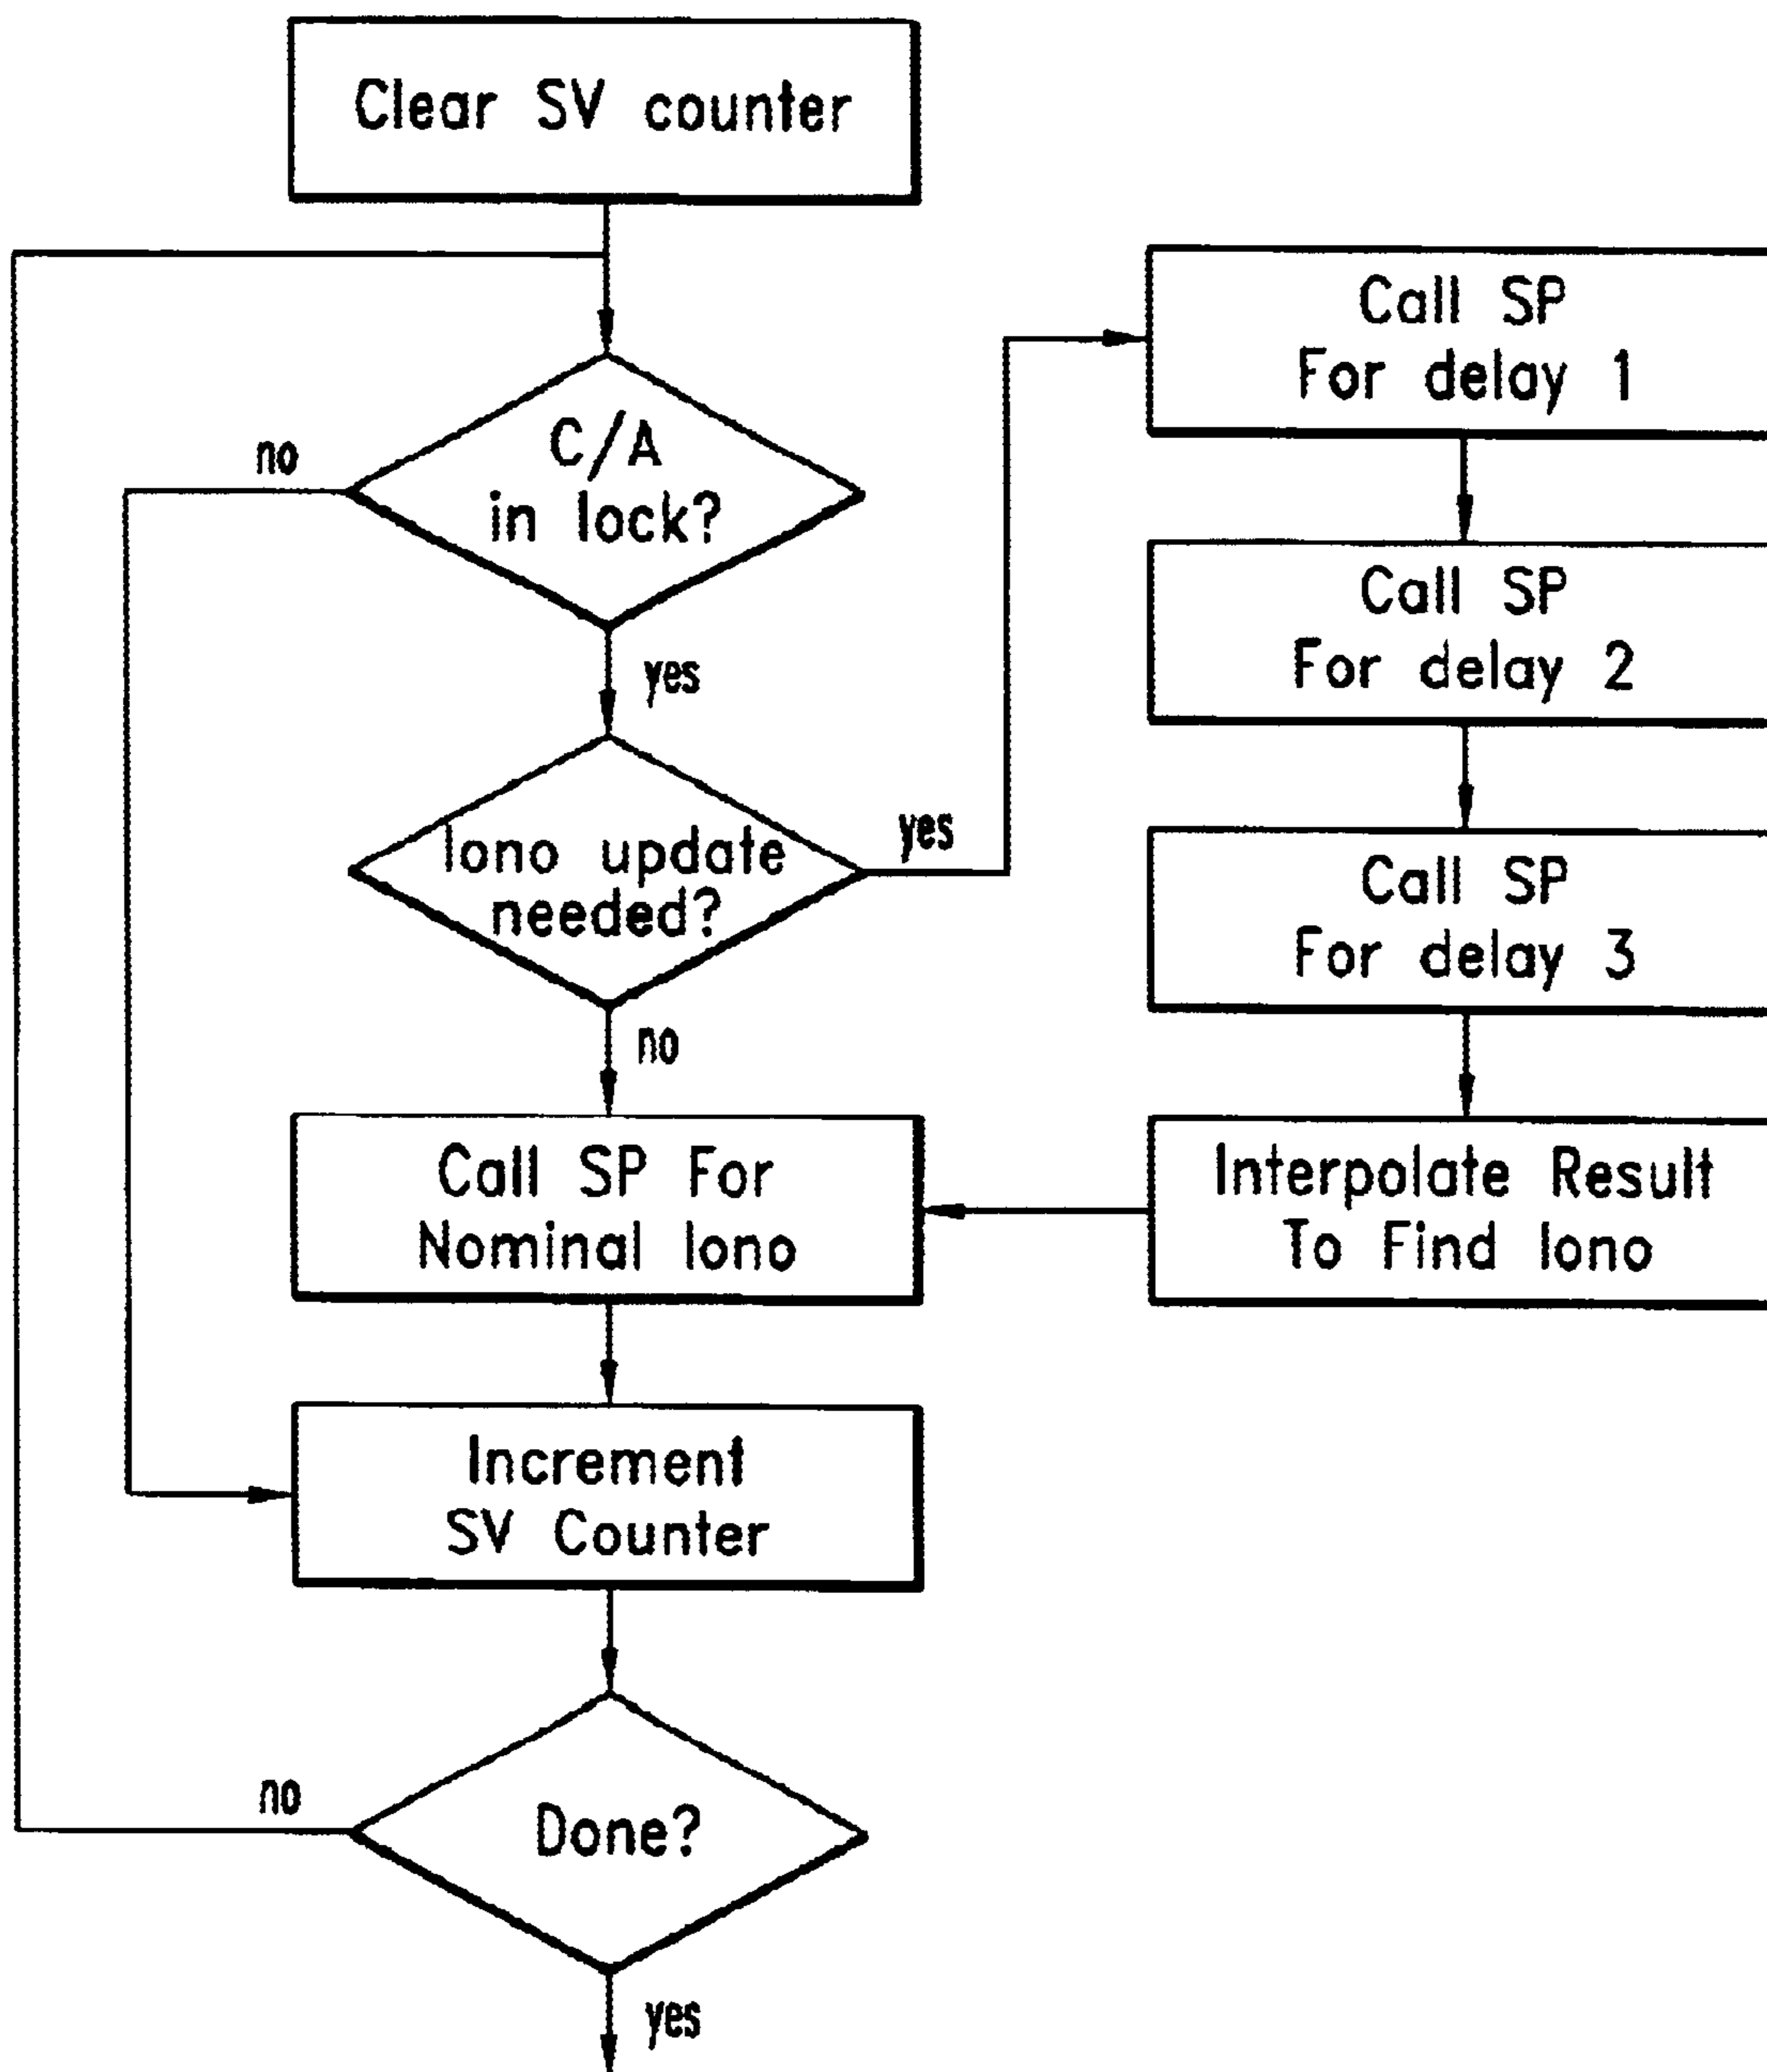 Clear SV counter
C/A
in lock?
no
yes
Iono update
needed?
yes
no
Call SP For
Nominal Iono
Increment
SV Counter
Done?
no
yes
Call SP
For delay 1
Call SP
For delay 2
Call SP
For delay 3
Interpolate Result
To Find Iono